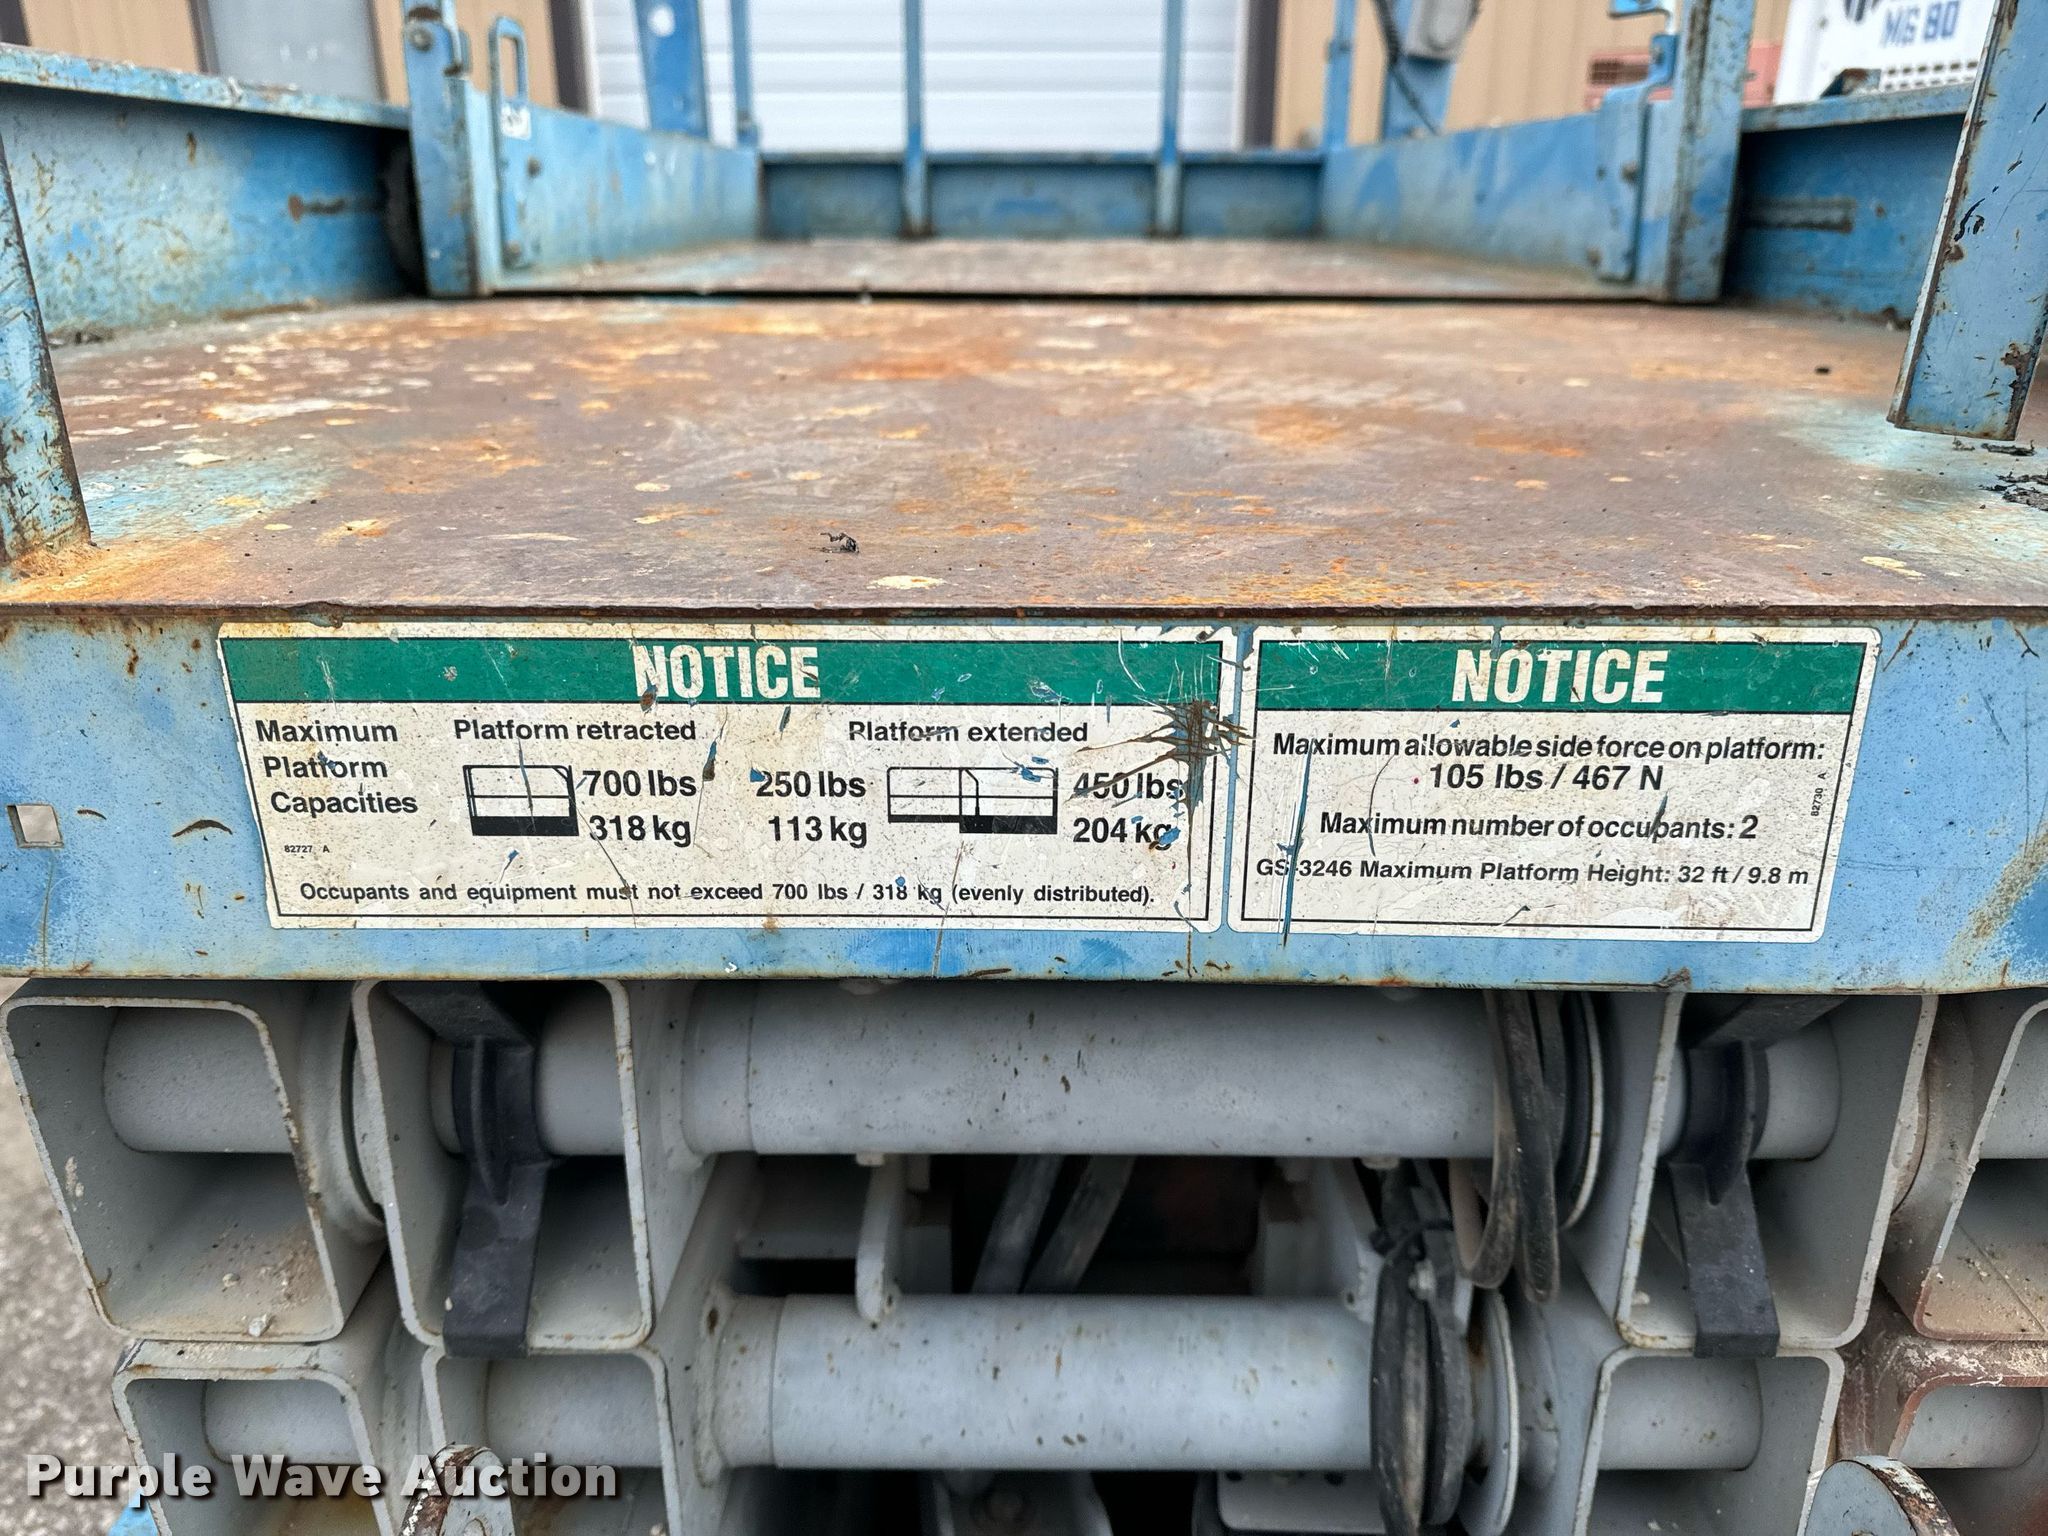 MG 80
NOTICE
Maximum Platform Capacities
Platform retracted
700 lbs
318 kg
Platform extended
250 lbs
113 kg
450 lbs
204 kg
82727 A
Occupants and equipment must not exceed 700 lbs / 318 kg (evenly distributed).
NOTICE
Maximum allowable side force on platform:
105 lbs / 467 N
Maximum number of occupants: 2
GS-3246 Maximum Platform Height: 32 ft / 9.8 m
82730 A
Purple Wave Auction